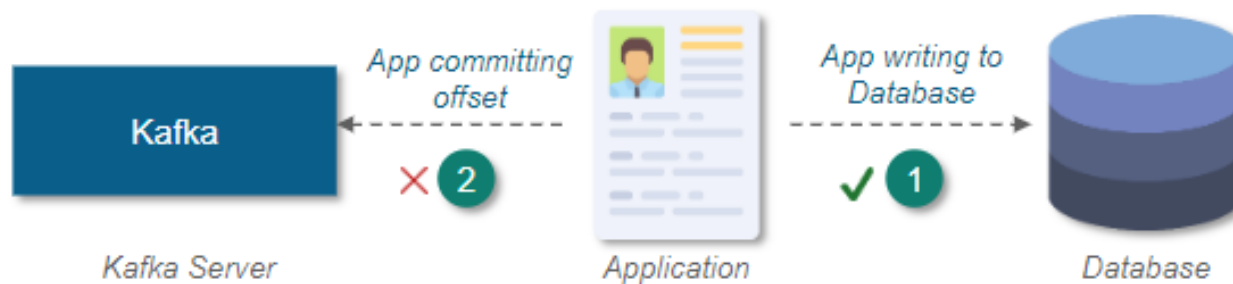 App committing
offset
App writing to
Database
Kafka
2
1
Kafka Server
Application
Database